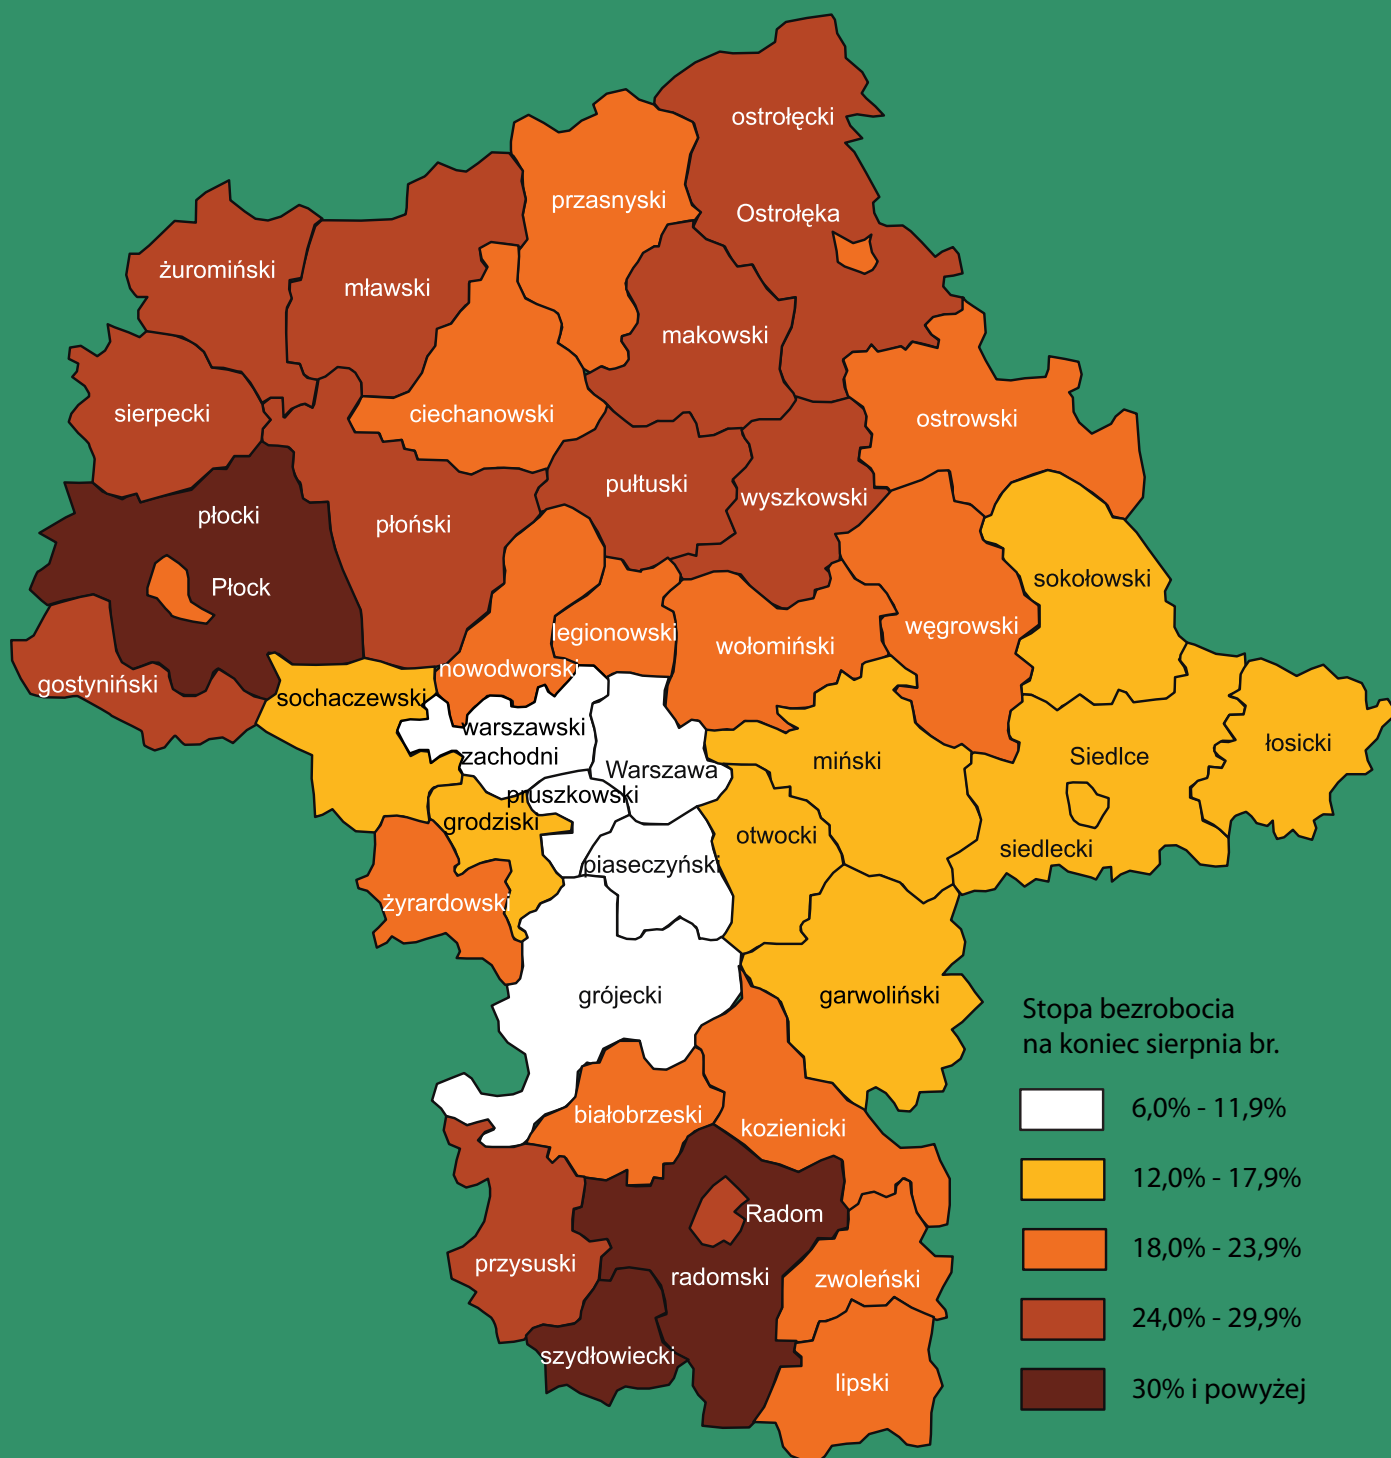 ostrołęcki
przasnyski
Ostrołęka
żuromiński
mławski
makowski
sierpecki
ciechanowski
ostrowski
pułtuski
wyszkowski
płocki
płoński
sokołowski
Płock
legionowski
węgrowski
wołomiński
nowodworski
gostyniński
sochaczewski
warszawski
zachodni
Siedlce
łosicki
miński
Warszawa
pruszkowski
grodziski
otwocki
siedlecki
piaseczyński
żyrardowski
grójecki
garwoliński
Stopa bezrobocia
na koniec sierpnia br.
6,0% - 11,9%
białobrzeski
kozienicki
12,0% - 17,9%
Radom
18,0% - 23,9%
przysuski
radomski
zwoleński
24,0% - 29,9%
szydłowiecki
lipski
30% i powyżej